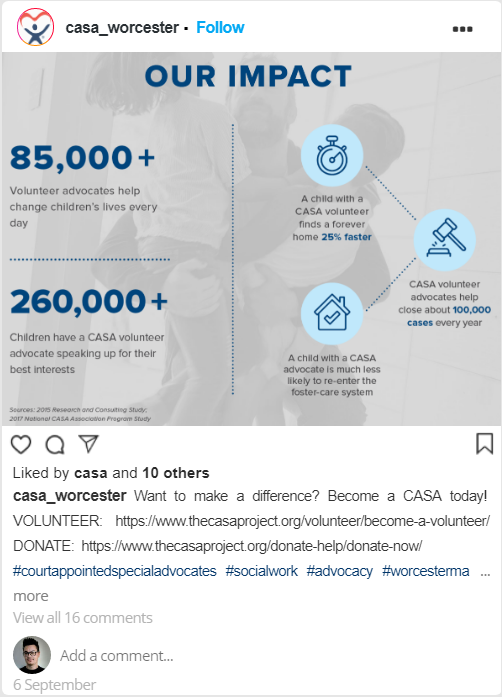 casa_worcester • Follow
OUR IMPACT
85,000+
Volunteer advocates help
change children's lives every
day
260,000+
Children have a CASA volunteer
advocate speaking up for their
best interests
Sources: 2015 Research and Consulting Study;
2017 National CASA Association Program Study
A child with a
CASA volunteer
finds a forever
home 25% faster
CASA volunteer
advocates help
close about 100,000
cases every year
A child with a CASA
advocate is much less
likely to re-enter the
foster-care system
Liked by casa and 10 others
casa_worcester Want to make a difference? Become a CASA today!
VOLUNTEER: https://www.thecasaproject.org/volunteer/become-a-volunteer/
DONATE: https://www.thecasaproject.org/donate-help/donate-now/
#courtappointedspecialadvocates #socialwork #advocacy #worcesterma ...
more
View all 16 comments
Add a comment...
6 September